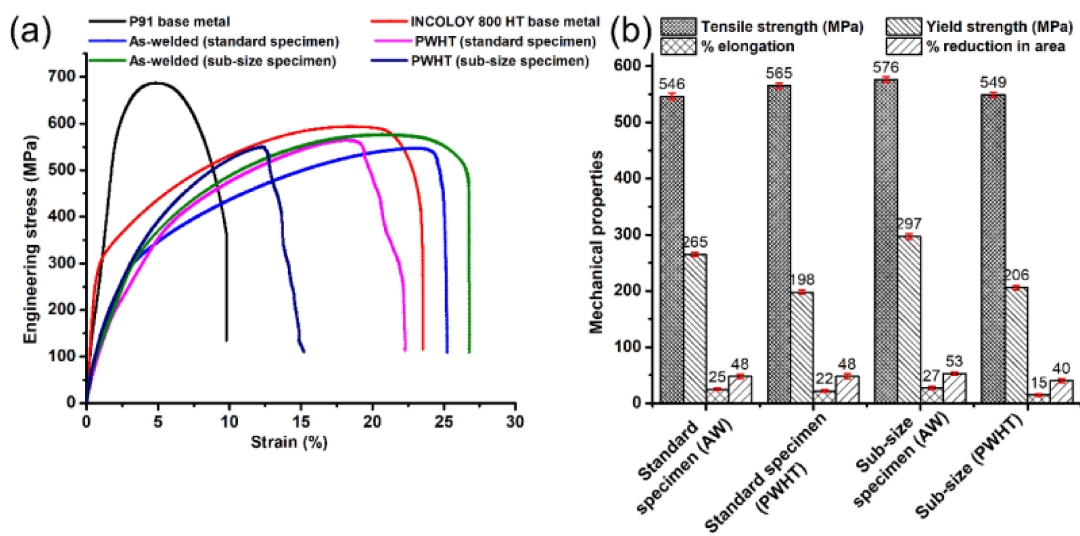 (a)
P91 base metal
INCOLOY 800 HT base metal
As-welded (standard specimen)
PWHT (standard specimen)
As-welded (sub-size specimen)
PWHT (sub-size specimen)
700
600
500
400
300
200
100
0
Engineering stress (MPa)
0 5 10 15 20 25 30
Strain (%)
(b)
Tensile strength (MPa)
Yield strength (MPa)
% elongation
% reduction in area
600
500
400
300
200
100
0
Mechanical properties
546
265
25
48
565
198
22
48
576
297
27
53
549
206
15
40
Standard
specimen (AW)
Standard specimen
(PWHT)
Sub-size
specimen (AW)
Sub-size (PWHT)